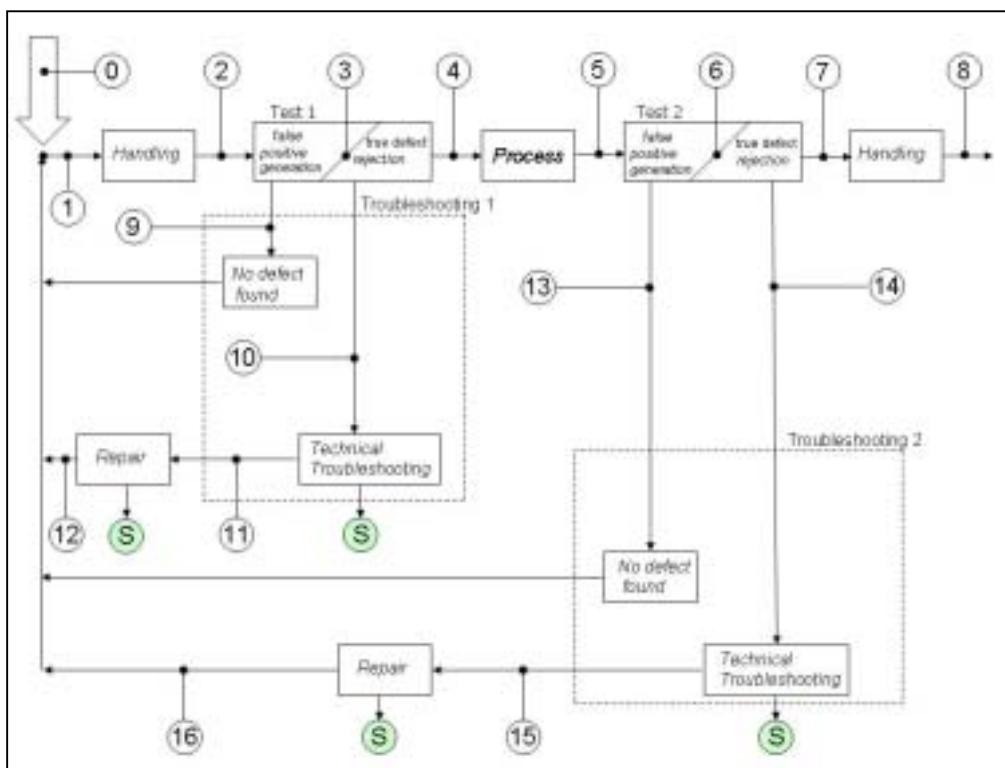 0
2
3
4
5
6
7
8
Test 1
Test 2
Handling
false
positive
generation
true defect
rejection
Process
false
positive
generation
true defect
rejection
Handling
1
Troubleshooting 1
9
No defect
found
13
14
10
Repair
Technical
Troubleshooting
Troubleshooting 2
12
S
11
S
No defect
found
Repair
Technical
Troubleshooting
16
S
15
S